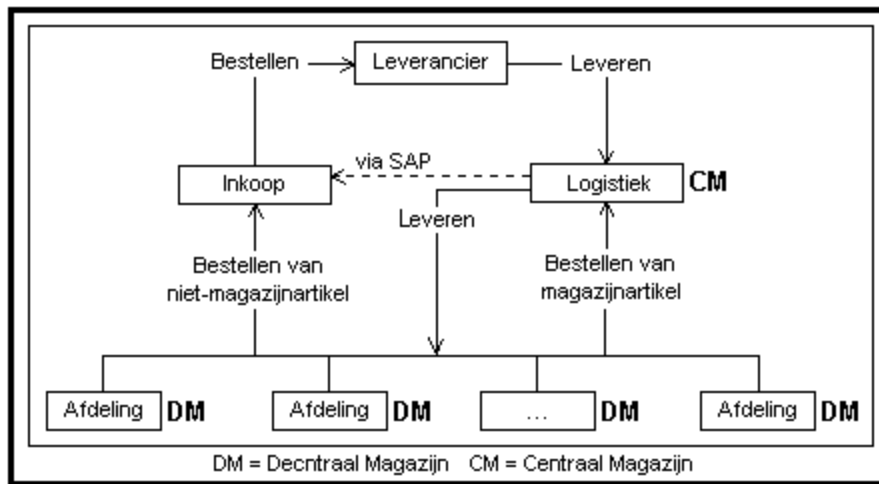 Bestellen
Leverancier
Leveren
via SAP
Inkoop
Logistiek
CM
Leveren
Bestellen van
niet-magazijnartikel
Bestellen van
magazijnartikel
Afdeling
DM
Afdeling
DM
...
DM
Afdeling
DM
DM = Decntraal Magazijn CM = Centraal Magazijn